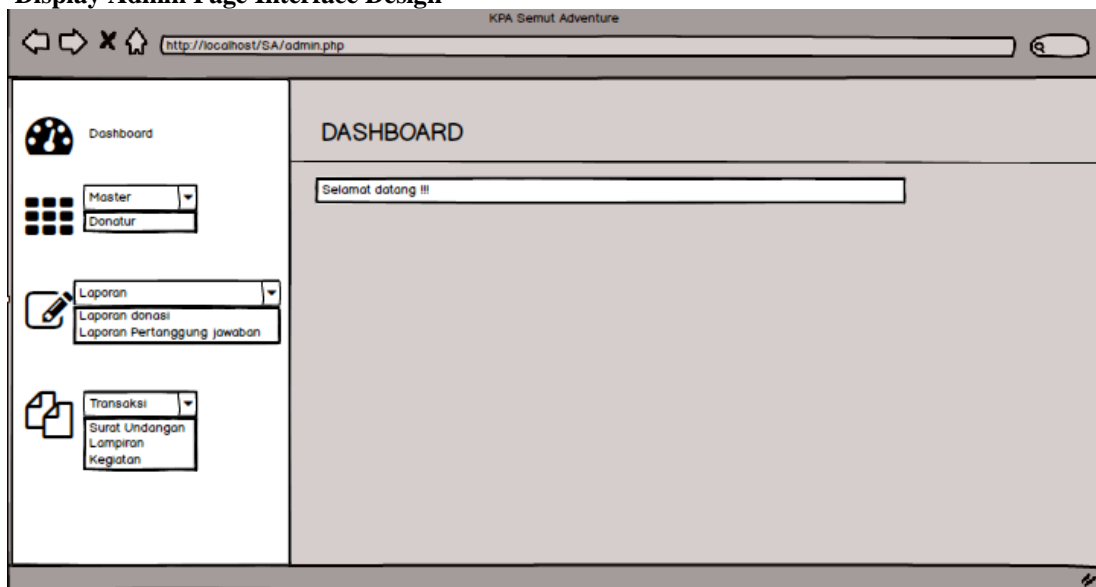 Display Admin Page Interface Design
KPA Semut Adventure
http://localhost/SA/admin.php
Dashboard
Master
Donatur
Laporan
Laporan donasi
Laporan Pertanggung jawaban
Transaksi
Surat Undangan
Lampiran
Kegiatan
DASHBOARD
Selamat datang !!!